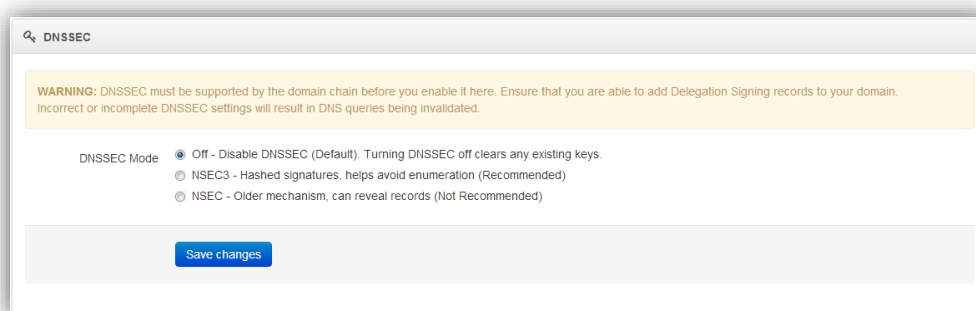 DNSSEC
WARNING: DNSSEC must be supported by the domain chain before you enable it here. Ensure that you are able to add Delegation Signing records to your domain.
Incorrect or incomplete DNSSEC settings will result in DNS queries being invalidated.
DNSSEC Mode
Off - Disable DNSSEC (Default). Turning DNSSEC off clears any existing keys.
NSEC3 - Hashed signatures, helps avoid enumeration (Recommended)
NSEC - Older mechanism, can reveal records (Not Recommended)
Save changes